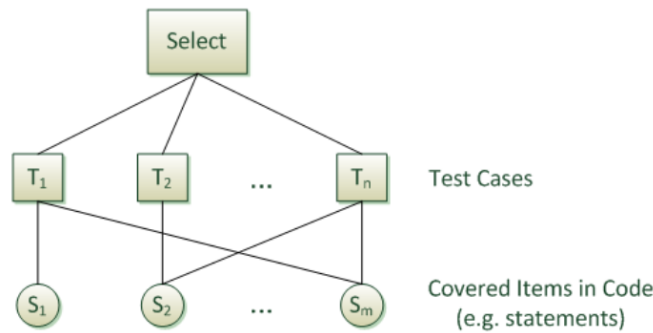 Select
T₁ T₂ ... Tₙ Test Cases
S₁ S₂ ... Sₘ Covered Items in Code
(e.g. statements)